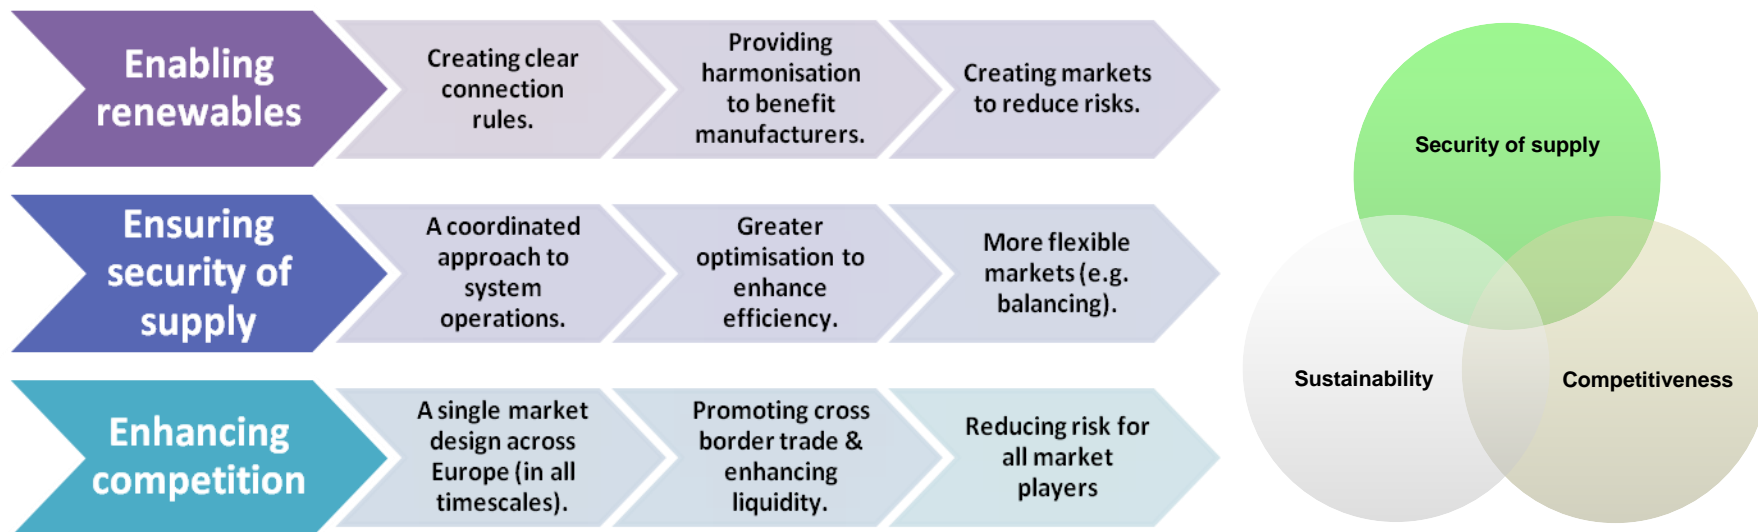 Enabling
renewables
Creating clear
connection
rules.
Providing
harmonisation
to benefit
manufacturers.
Creating markets
to reduce risks.
Ensuring
security of
supply
A coordinated
approach to
system
operations.
Greater
optimisation to
enhance
efficiency.
More flexible
markets (e.g.
balancing).
Enhancing
competition
A single market
design across
Europe (in all
timescales).
Promoting cross
border trade &
enhancing
liquidity.
Reducing risk for
all market
players
Security of supply
Sustainability
Competitiveness